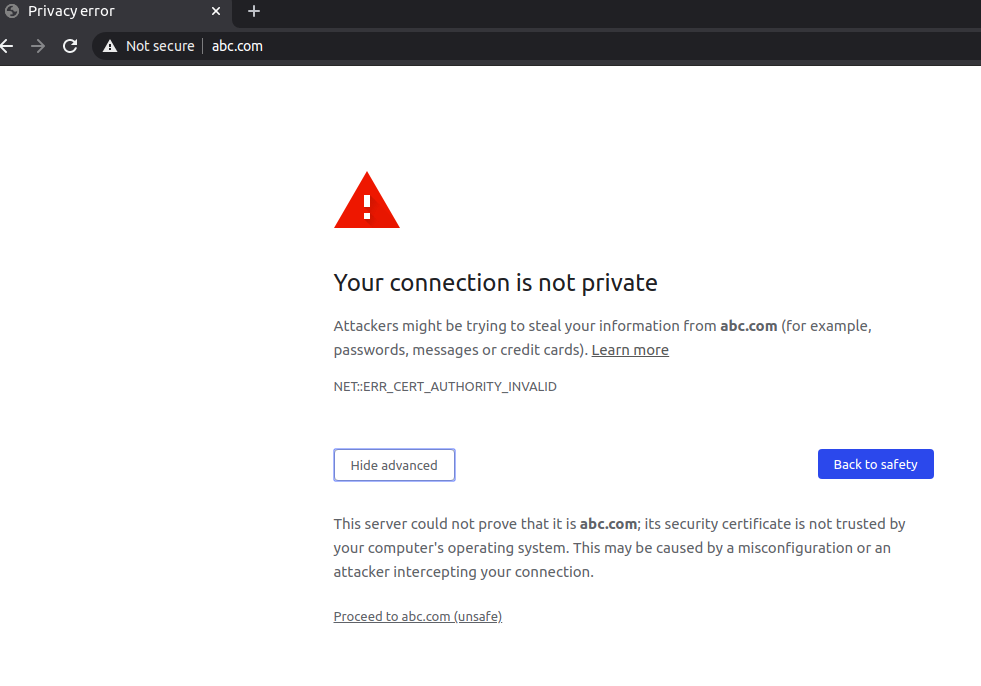 Privacy error
Not secure abc.com
Your connection is not private
Attackers might be trying to steal your information from abc.com (for example,
passwords, messages or credit cards). Learn more
NET::ERR_CERT_AUTHORITY_INVALID
Hide advanced
Back to safety
This server could not prove that it is abc.com; its security certificate is not trusted by
your computer's operating system. This may be caused by a misconfiguration or an
attacker intercepting your connection.
Proceed to abc.com (unsafe)